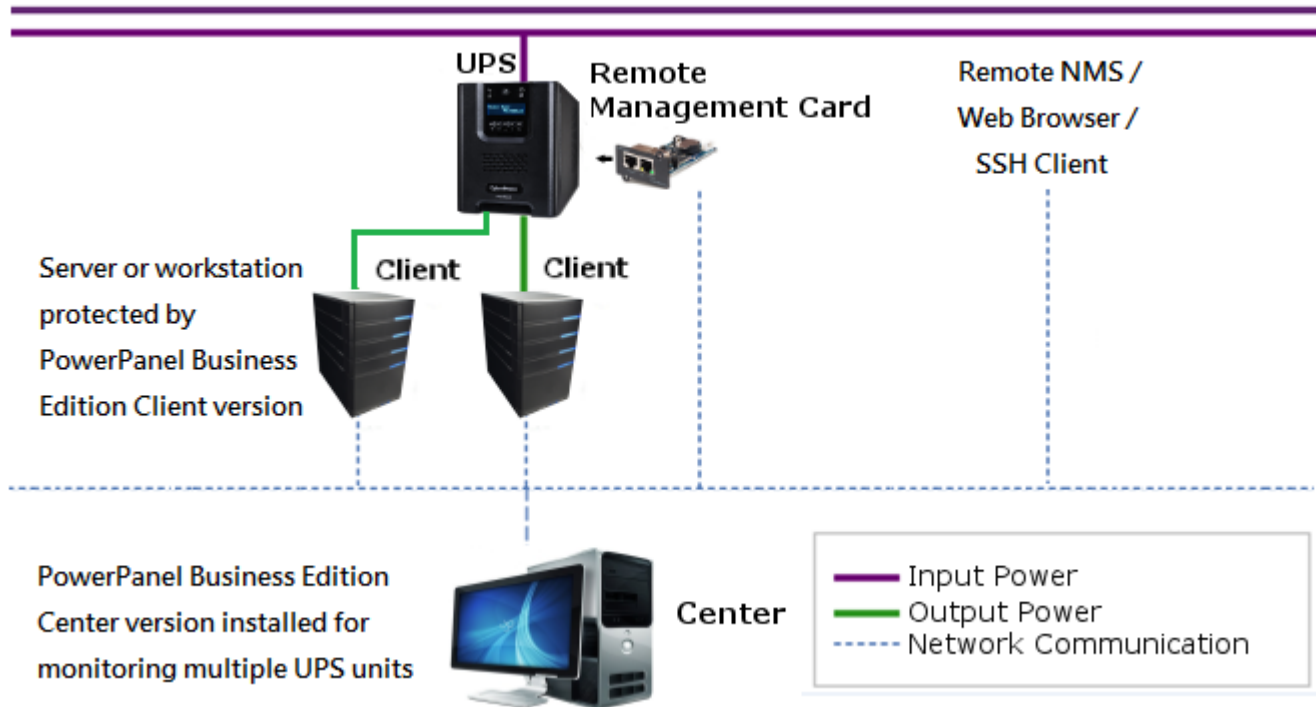 UPS
Remote
Management Card
Remote NMS /
Web Browser /
SSH Client
Server or workstation
protected by
PowerPanel Business
Edition Client version
Client
Client
PowerPanel Business Edition
Center version installed for
monitoring multiple UPS units
Center
Input Power
Output Power
Network Communication